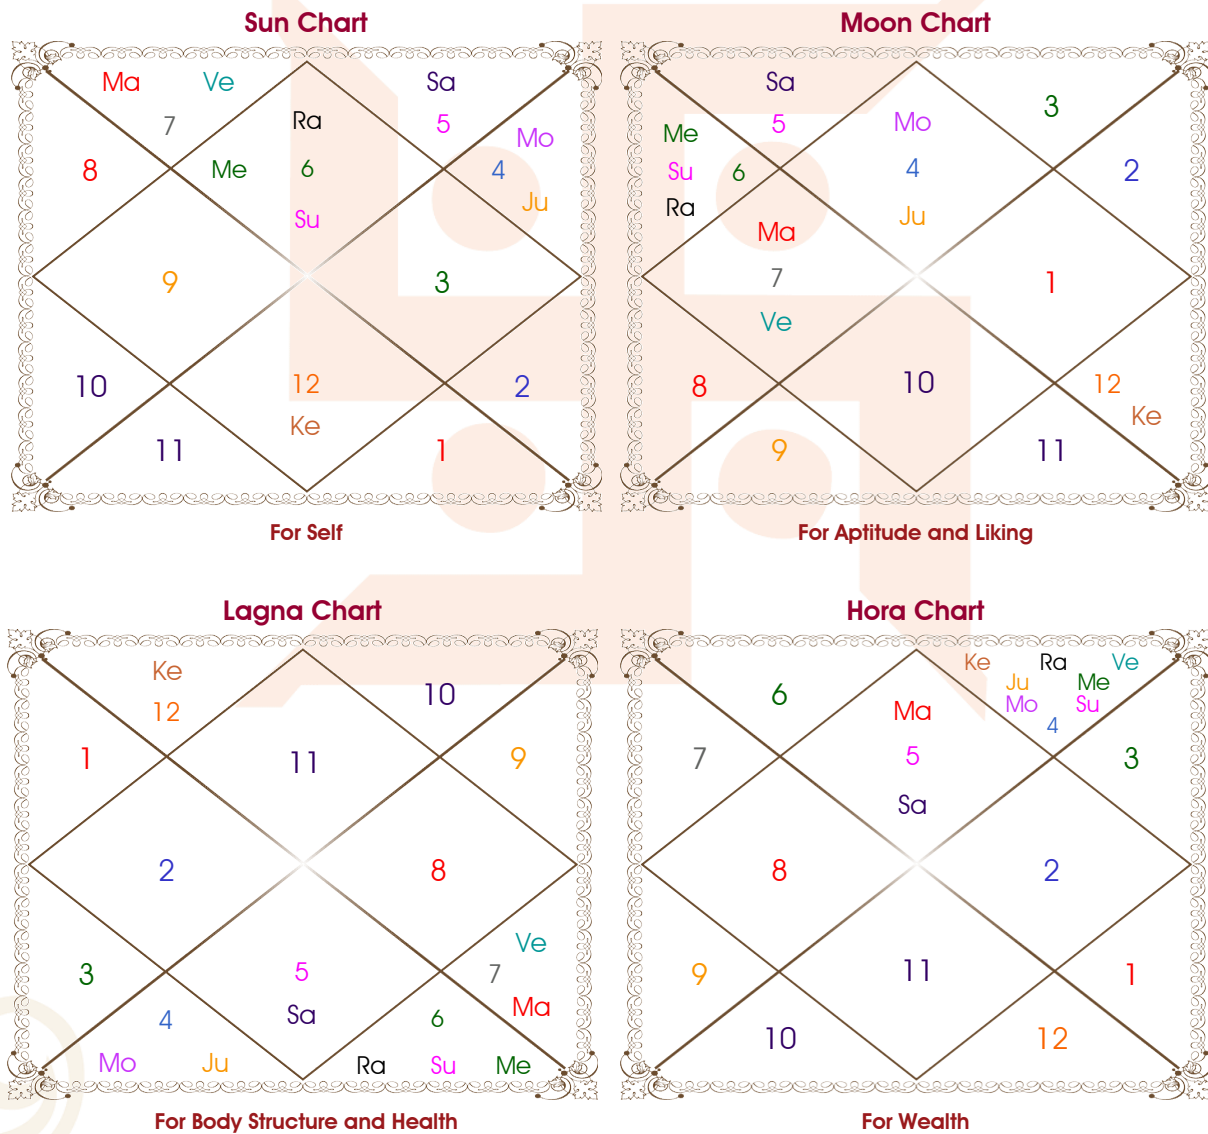 Sun Chart
Ma Ve
7
8
Ra
Me 6
Su
Sa
5
Mo
4
Ju
9
3
10
11
12
Ke
2
1
For Self
Moon Chart
Sa
5
Me
Su 6
Ra
Mo
4
Ju
3
2
Ma
7
Ve
1
8
9
10
12
Ke
11
For Aptitude and Liking
Lagna Chart
Ke
12
1
11
10
9
2
8
3
4
Mo Ju
5
Sa
Ve
7
Ma
6
Ra Su Me
For Body Structure and Health
Hora Chart
6
7
Ma
5
Sa
Ke Ra Ve
Ju Me
Mo Su
4
3
8
2
9
10
11
1
12
For Wealth